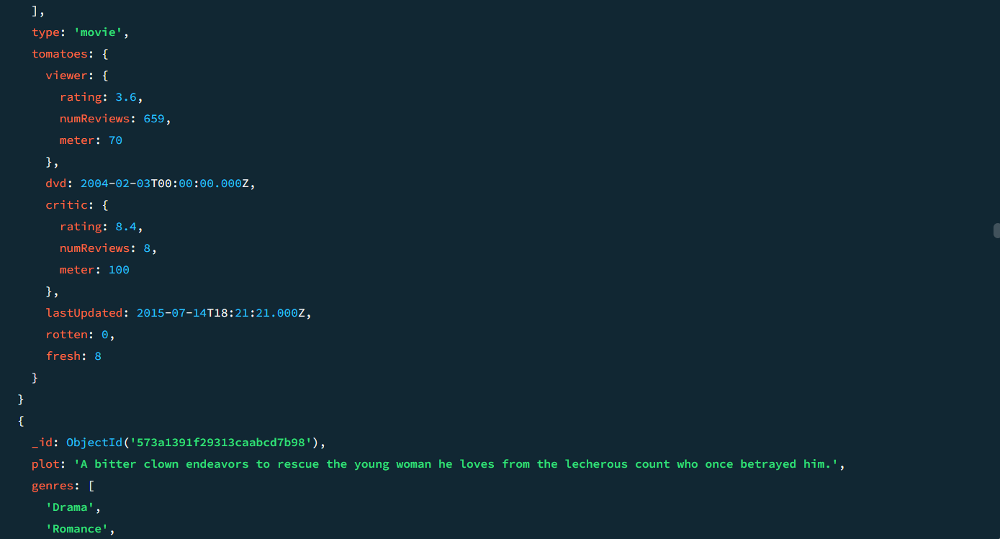 ],
type: 'movie',
tomatoes: {
viewer: {
rating: 3.6,
numReviews: 659,
meter: 70
},
dvd: 2004-02-03T00:00:00.000Z,
critic: {
rating: 8.4,
numReviews: 8,
meter: 100
},
lastUpdated: 2015-07-14T18:21:21.000Z,
rotten: 0,
fresh: 8
}
}
{
_id: ObjectId('573a1391f29313caabcd7b98'),
plot: 'A bitter clown endeavors to rescue the young woman he loves from the lecherous count who once betrayed him.',
genres: [
'Drama',
'Romance',